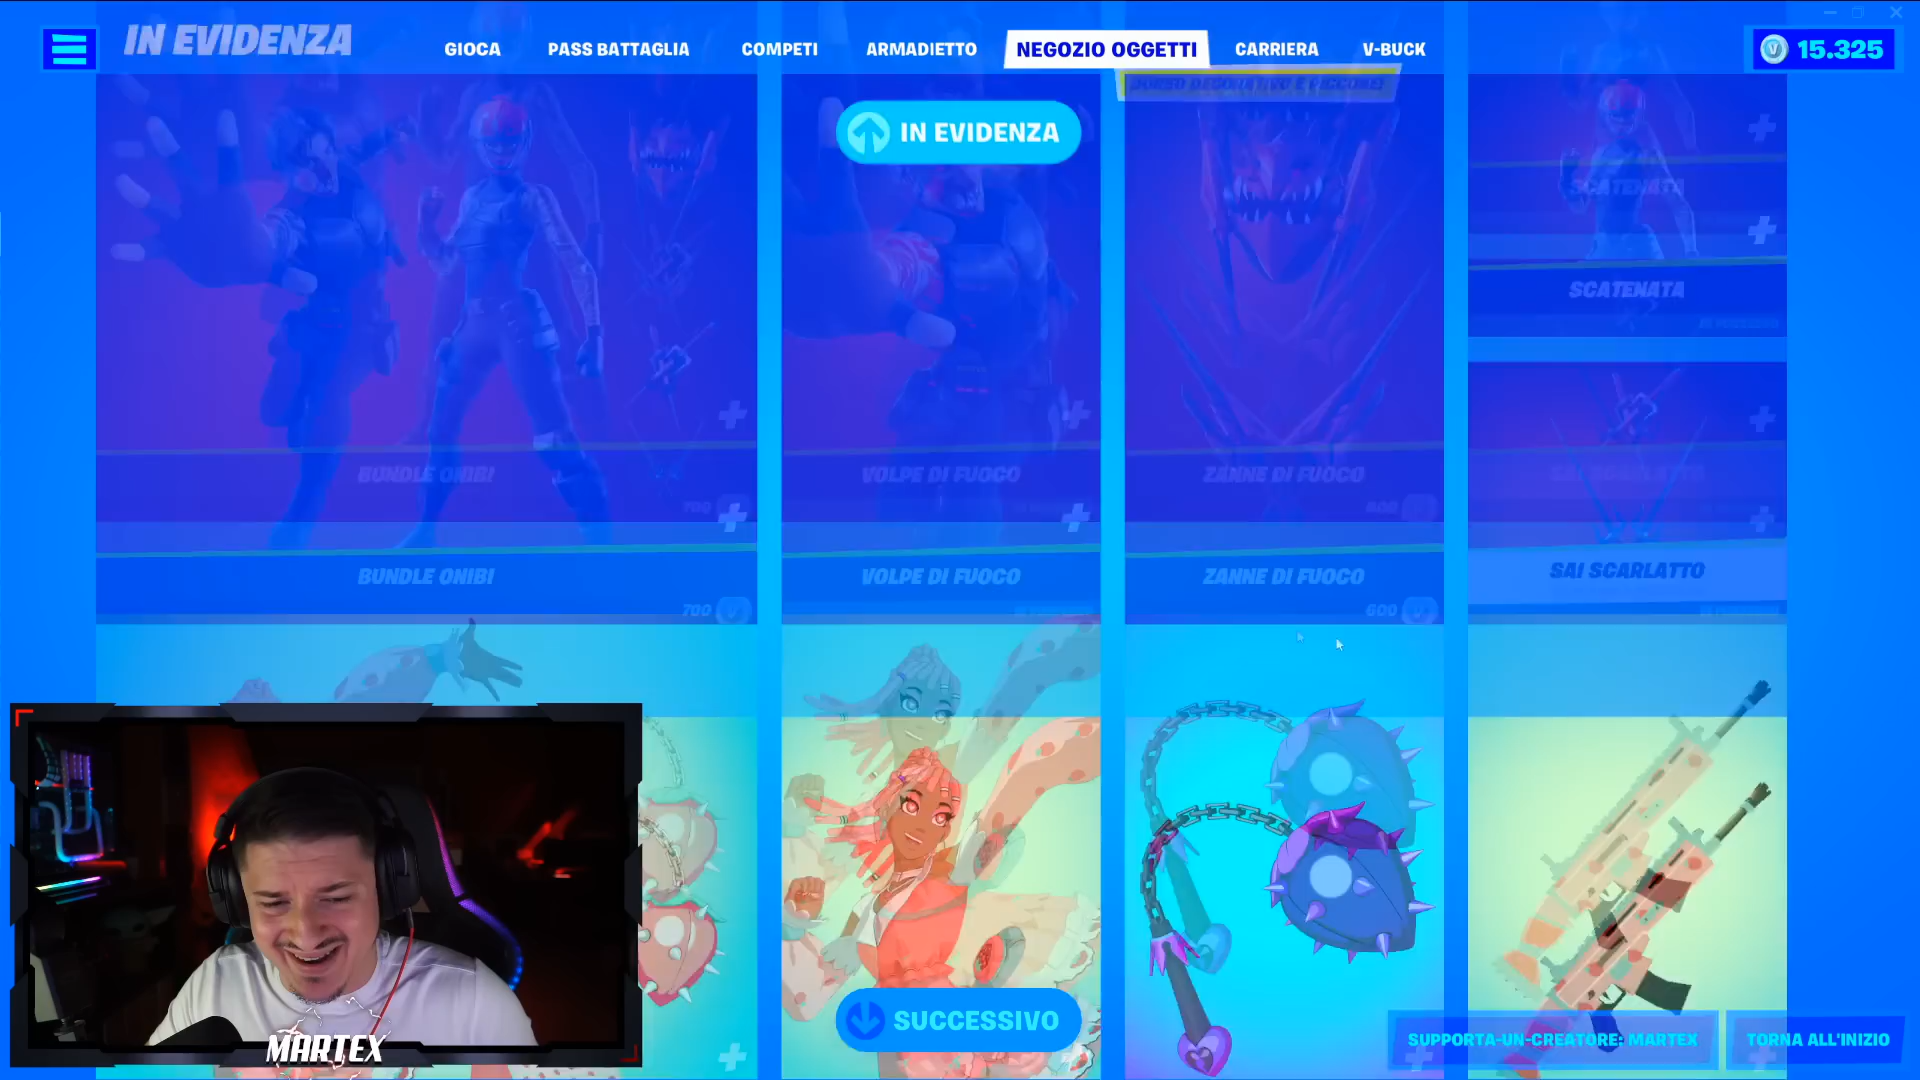 IN EVIDENZA
GIOCA
PASS BATTAGLIA
COMPETI
ARMADIETTO
NEGOZIO OGGETTI
CARRIERA
V-BUCK
15.325
IN EVIDENZA
SCATENATA
SCATENATA
BUNDLE ONIBI
VOLPE DI FUOCO
ZANNE DI FUOCO
BUNDLE ONIBI
VOLPE DI FUOCO
ZANNE DI FUOCO
SAI SCARLATTO
700
600
MARTEX
SUCCESSIVO
SUPPORTA-UN-CREATORE: MARTEX
TORNA ALL'INIZIO